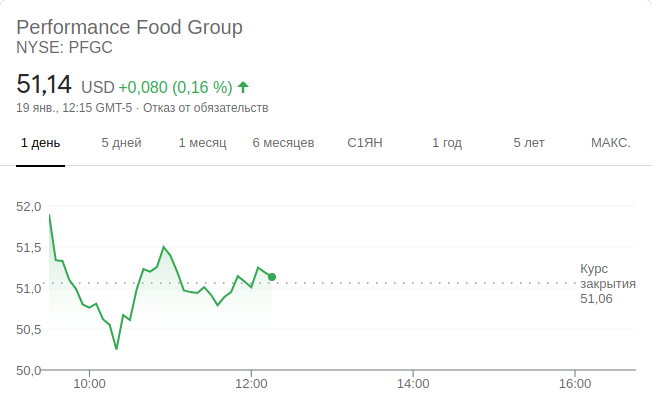 Performance Food Group
NYSE: PFGC
51,14 USD +0,080 (0,16 %)
19 янв., 12:15 GMT-5 · Отказ от обязательств
1 день 5 дней 1 месяц 6 месяцев С1ЯН 1 год 5 лет МАКС.
52,0
51,5
51,0
50,5
50,0
Курс
закрытия
51,06
10:00 12:00 14:00 16:00